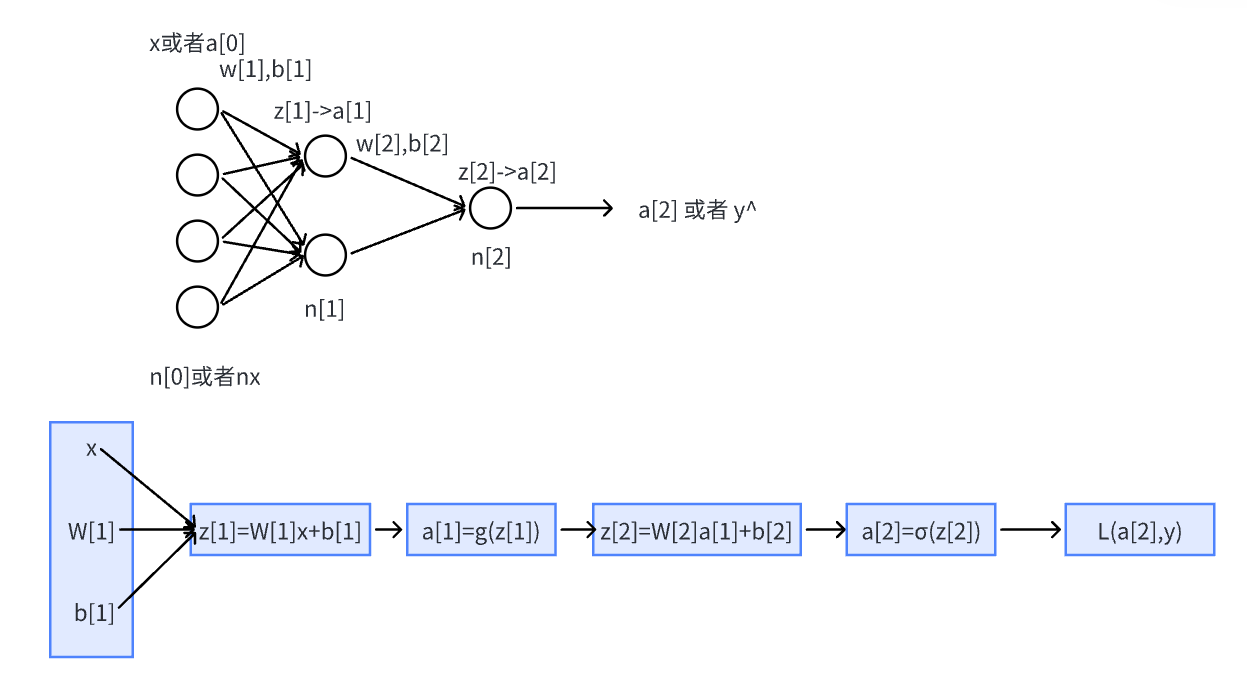 x或者a[0]
w[1],b[1]
z[1]->a[1]
w[2],b[2]
z[2]->a[2]
a[2] 或者 y^
n[2]
n[1]
n[0]或者nx
x
W[1]
b[1]
z[1]=W[1]x+b[1]
a[1]=g(z[1])
z[2]=W[2]a[1]+b[2]
a[2]=σ(z[2])
L(a[2],y)